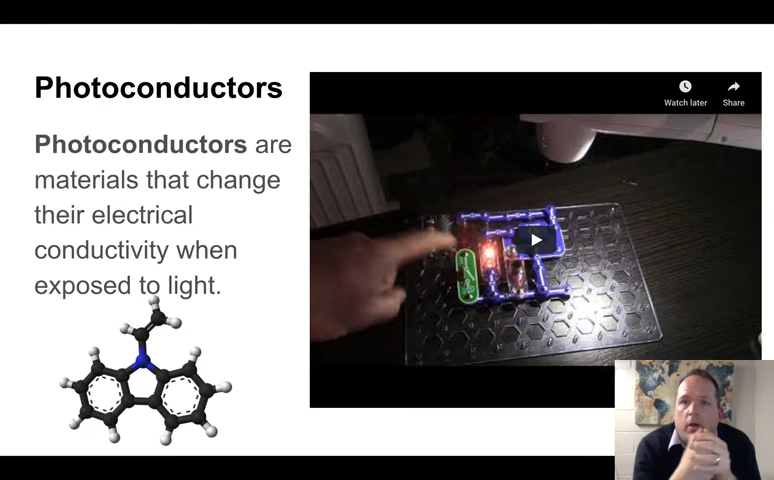 Photoconductors
Photoconductors are
materials that change
their electrical
conductivity when
exposed to light.
Watch later
Share